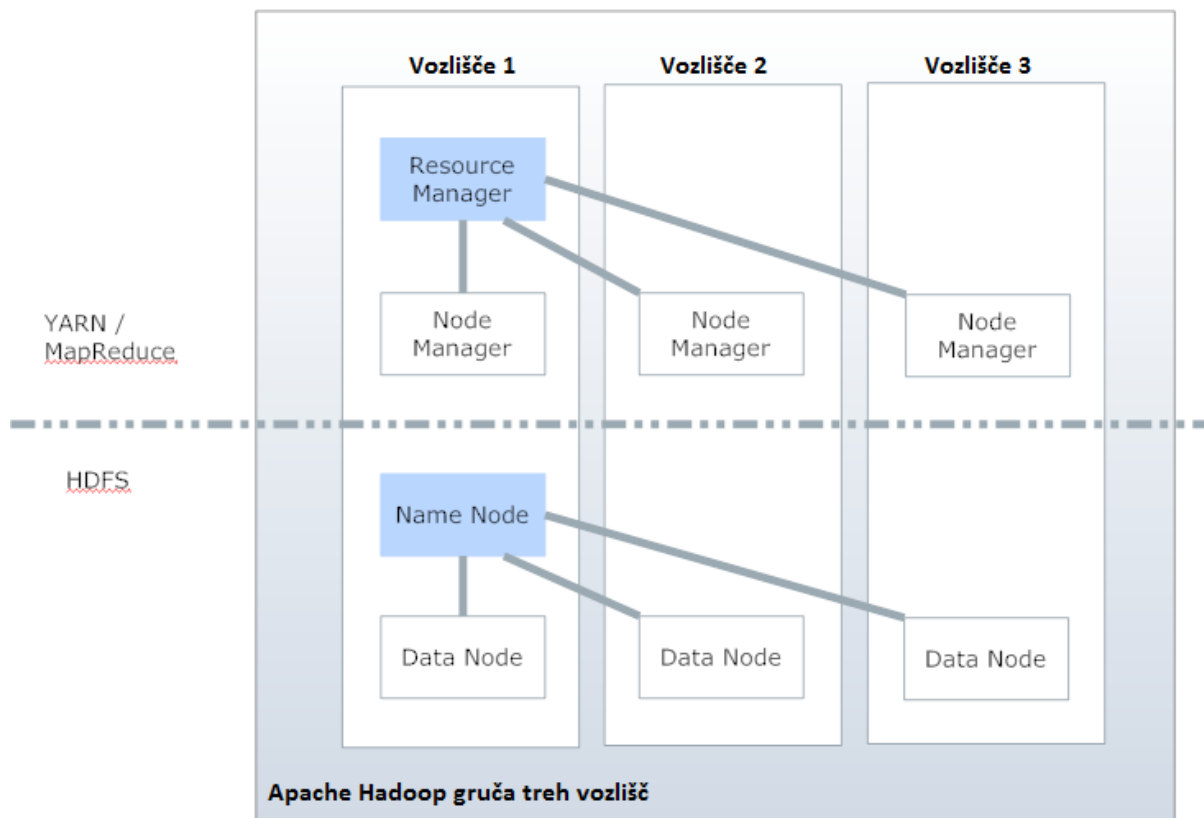 Vozlišče 1
Vozlišče 2
Vozlišče 3
Resource
Manager
YARN /
MapReduce
Node
Manager
Node
Manager
Node
Manager
HDFS
Name Node
Data Node
Data Node
Data Node
Apache Hadoop gruča treh vozlišč